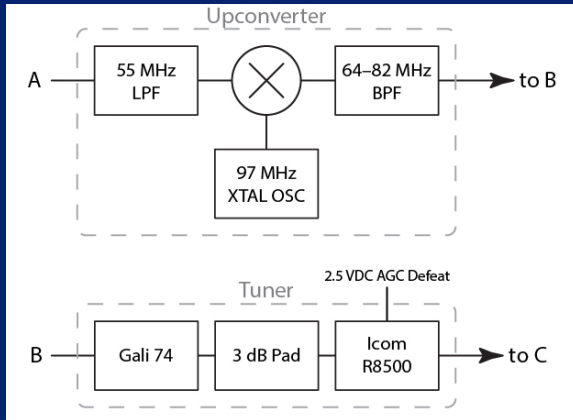 Upconverter
A
55 MHz
LPF
64–82 MHz
BPF
to B
97 MHz
XTAL OSC
2.5 VDC AGC Defeat
Tuner
B
Gali 74
3 dB Pad
Icom
R8500
to C